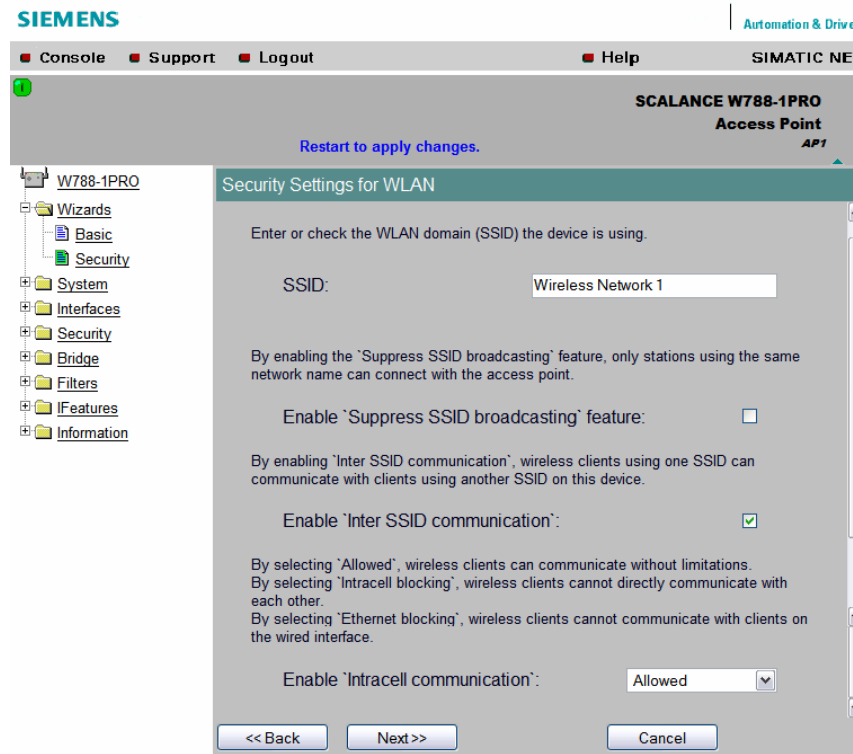 SIEMENS
Automation & Drive
Console Support Logout Help SIMATIC NE
SCALANCE W788-1PRO
Access Point
Restart to apply changes.
AP1
W788-1PRO
Wizards
Basic
Security
System
Interfaces
Security
Bridge
Filters
IFeatures
Information
Security Settings for WLAN
Enter or check the WLAN domain (SSID) the device is using.
SSID: Wireless Network 1
By enabling the `Suppress SSID broadcasting` feature, only stations using the same
network name can connect with the access point.
Enable `Suppress SSID broadcasting` feature:
By enabling `Inter SSID communication`, wireless clients using one SSID can
communicate with clients using another SSID on this device.
Enable `Inter SSID communication`:
By selecting `Allowed`, wireless clients can communicate without limitations.
By selecting `Intracell blocking`, wireless clients cannot directly communicate with
each other.
By selecting `Ethernet blocking`, wireless clients cannot communicate with clients on
the wired interface.
Enable `Intracell communication`: Allowed
<< Back Next >> Cancel